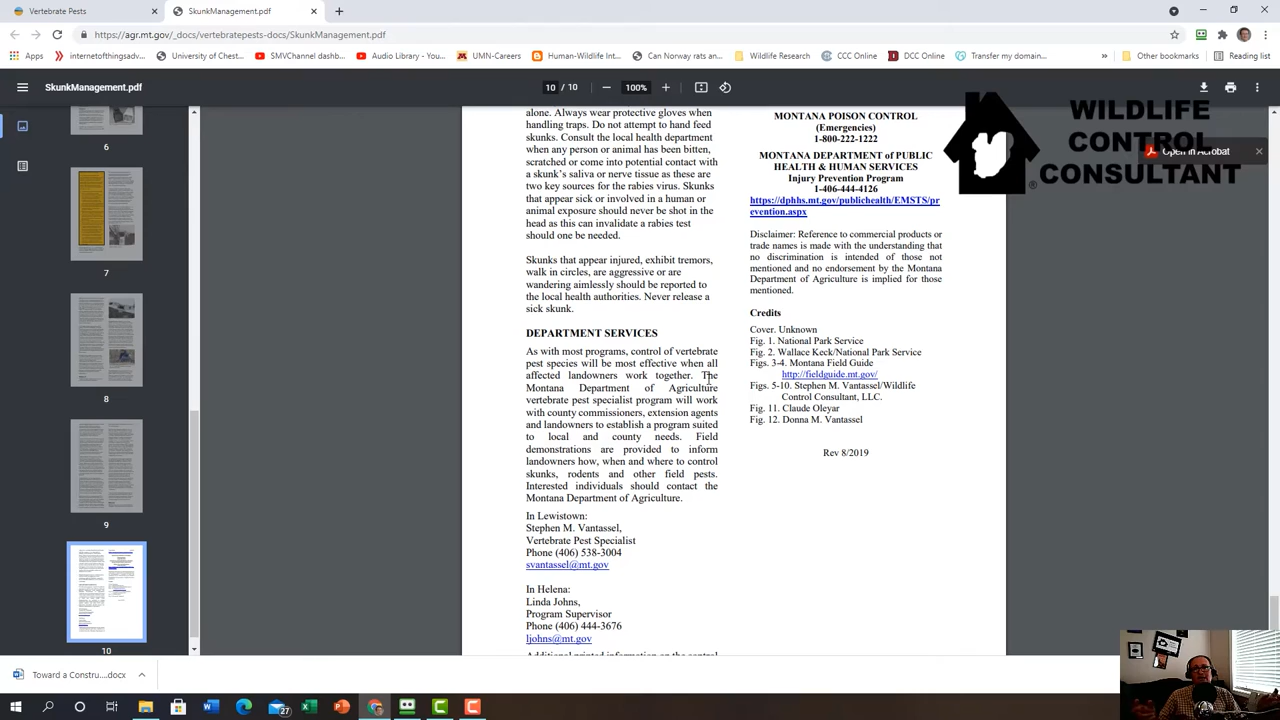 Vertebrate Pests
SkunkManagement.pdf
https://agr.mt.gov/_docs/vertebratepests-docs/SkunkManagement.pdf
Apps
internetofthingsadv...
University of Chest...
SMVChannel dashb...
Audio Library - You...
UMN-Careers
Human-Wildlife Int...
Can Norway rats an...
Wildlife Research
CCC Online
DCC Online
Transfer my domain...
Other bookmarks
Reading list
SkunkManagement.pdf
10 / 10
100%
6
7
8
9
10
alone. Always wear protective gloves when
handling traps. Do not attempt to hand feed
skunks. Consult the local health department
when any person or animal has been bitten,
scratched or come into potential contact with
a skunk's saliva or nerve tissue as these are
two key sources for the rabies virus. Skunks
that appear sick or involved in a human or
animal exposure should never be shot in the
head as this can invalidate a rabies test
should one be needed.
Skunks that appear injured, exhibit tremors,
walk in circles, are aggressive or are
wandering aimlessly should be reported to
the local health authorities. Never release a
sick skunk.
DEPARTMENT SERVICES
As with most programs, control of vertebrate
pest species will be most effective when all
affected landowners work together. The
Montana Department of Agriculture
vertebrate pest specialist program will work
with county commissioners, extension agents
and landowners to establish a program suited
to local and county needs. Field
demonstrations are provided to inform
landowners how, when and where to control
skunks, rodents and other field pests.
Interested individuals should contact the
Montana Department of Agriculture.
In Lewistown:
Stephen M. Vantassel,
Vertebrate Pest Specialist
Phone (406) 538-3004
svantassel@mt.gov
In Helena:
Linda Johns,
Program Supervisor
Phone (406) 444-3676
ljohns@mt.gov
Additional printed information on the control
MONTANA POISON CONTROL
(Emergencies)
1-800-222-1222
MONTANA DEPARTMENT of PUBLIC
HEALTH & HUMAN SERVICES
Injury Prevention Program
1-406-444-4126
https://dphhs.mt.gov/publichealth/EMSTS/pr
evention.aspx
Disclaimer: Reference to commercial products or
trade names is made with the understanding that
no discrimination is intended of those not
mentioned and no endorsement by the Montana
Department of Agriculture is implied for those
mentioned.
Credits
Cover. Unknown
Fig. 1. National Park Service
Fig. 2. Wallace Keck/National Park Service
Figs. 3-4. Montana Field Guide
http://fieldguide.mt.gov/
Figs. 5-10. Stephen M. Vantassel/Wildlife
Control Consultant, LLC.
Fig. 11. Claude Oleyar
Fig. 12. Donna M. Vantassel
Rev 8/2019
WILDLIFE
CONTROL
CONSULTANT
®
Open in Acrobat
Toward a Constru....docx
27